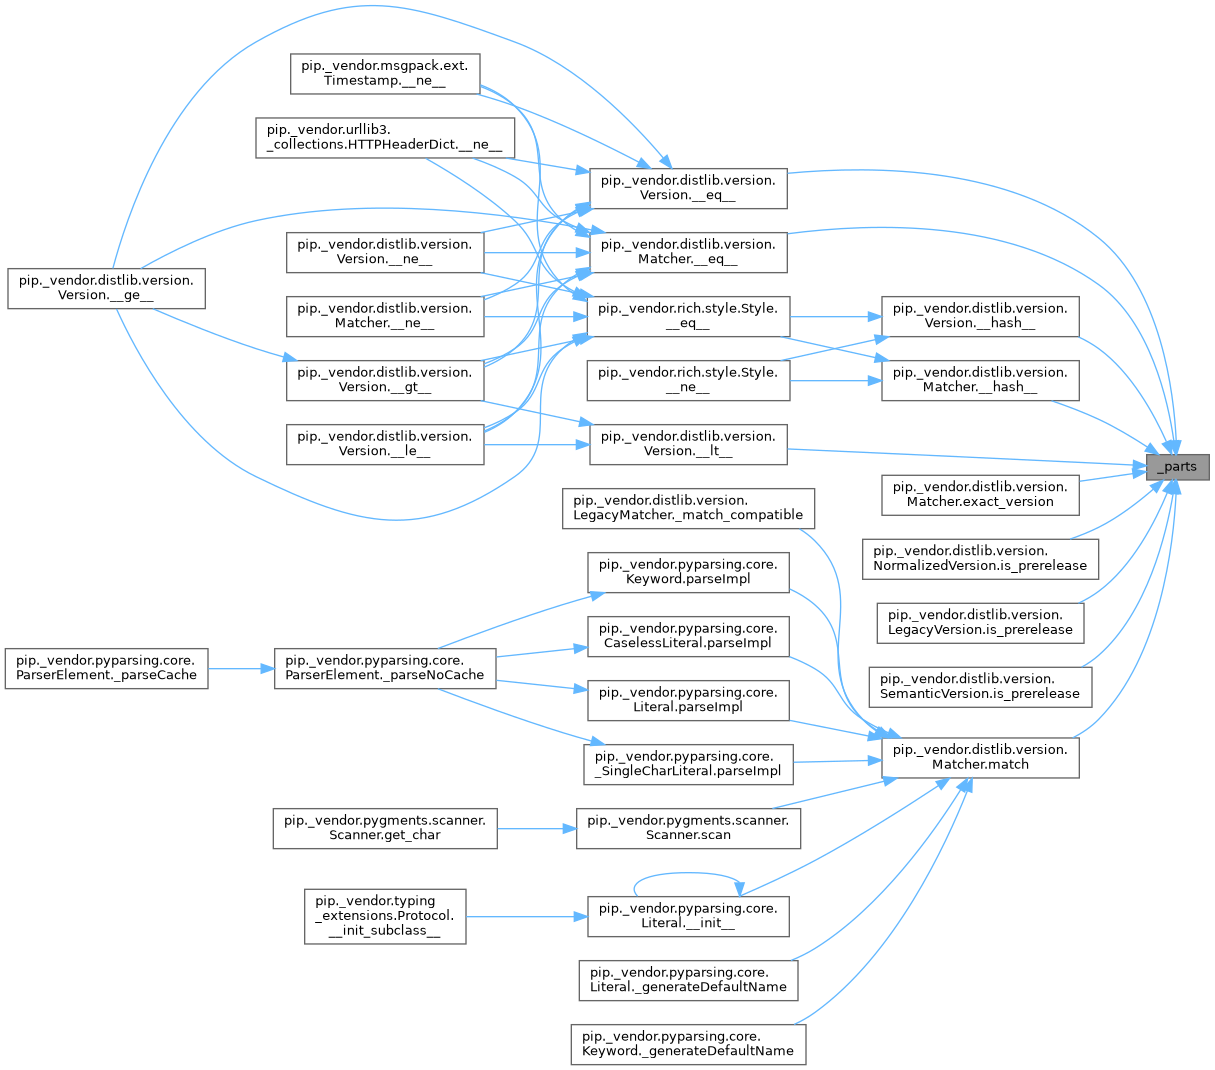 pip._vendor.msgpack.ext.
Timestamp.__ne__
pip._vendor.urllib3.
_collections.HTTPHeaderDict.__ne__
pip._vendor.distlib.version.
Version.__eq__
pip._vendor.distlib.version.
Version.__ne__
pip._vendor.distlib.version.
Matcher.__eq__
pip._vendor.distlib.version.
Version.__ge__
pip._vendor.distlib.version.
Matcher.__ne__
pip._vendor.rich.style.Style.
__eq__
pip._vendor.distlib.version.
Version.__hash__
pip._vendor.distlib.version.
Version.__gt__
pip._vendor.rich.style.Style.
__ne__
pip._vendor.distlib.version.
Matcher.__hash__
pip._vendor.distlib.version.
Version.__le__
pip._vendor.distlib.version.
Version.__lt__
_parts
pip._vendor.distlib.version.
Matcher.exact_version
pip._vendor.distlib.version.
LegacyMatcher._match_compatible
pip._vendor.distlib.version.
NormalizedVersion.is_prerelease
pip._vendor.pyparsing.core.
Keyword.parseImpl
pip._vendor.distlib.version.
LegacyVersion.is_prerelease
pip._vendor.pyparsing.core.
CaselessLiteral.parseImpl
pip._vendor.pyparsing.core.
ParserElement._parseCache
pip._vendor.pyparsing.core.
ParserElement._parseNoCache
pip._vendor.distlib.version.
SemanticVersion.is_prerelease
pip._vendor.pyparsing.core.
Literal.parseImpl
pip._vendor.distlib.version.
Matcher.match
pip._vendor.pyparsing.core.
_SingleCharLiteral.parseImpl
pip._vendor.pygments.scanner.
Scanner.get_char
pip._vendor.pygments.scanner.
Scanner.scan
pip._vendor.typing
_extensions.Protocol.
__init_subclass__
pip._vendor.pyparsing.core.
Literal.__init__
pip._vendor.pyparsing.core.
Literal._generateDefaultName
pip._vendor.pyparsing.core.
Keyword._generateDefaultName